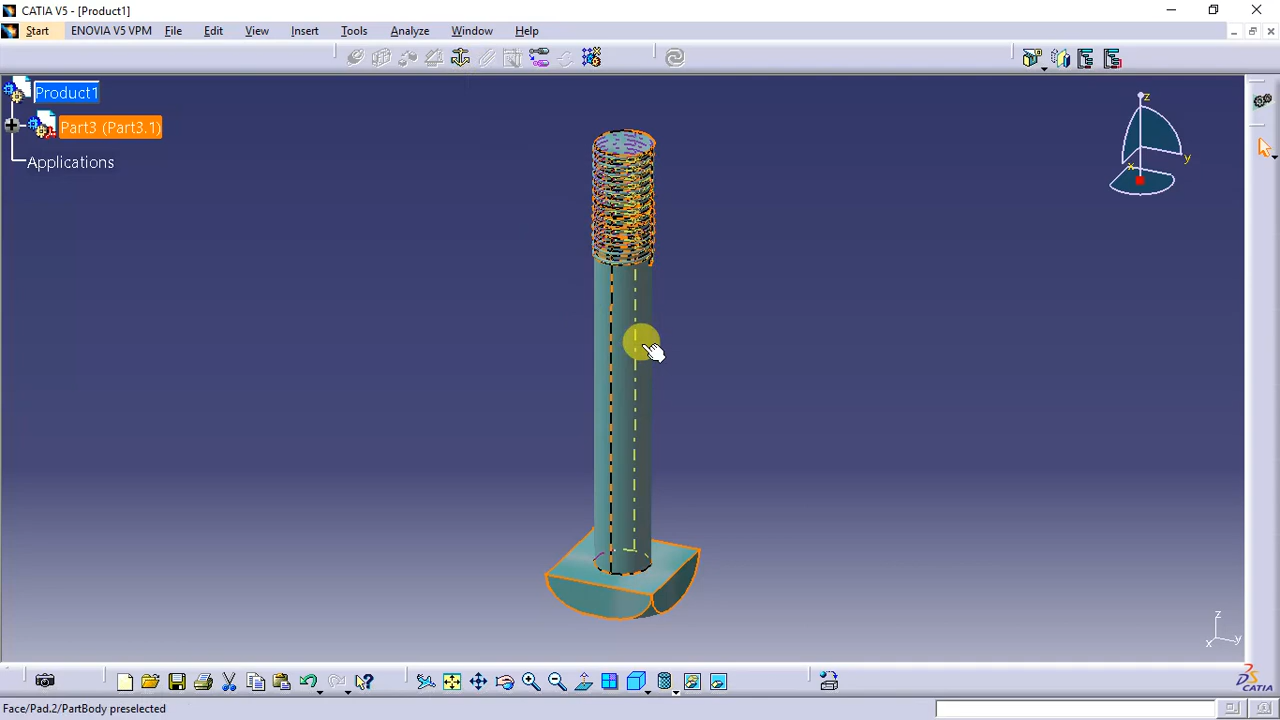 CATIA V5 - [Product1]
Start ENOVIA V5 VPM File Edit View Insert Tools Analyze Window Help
Product1
Part3 (Part3.1)
Applications
z
y
x
z
y
x
CATIA
Face/Pad.2/PartBody preselected